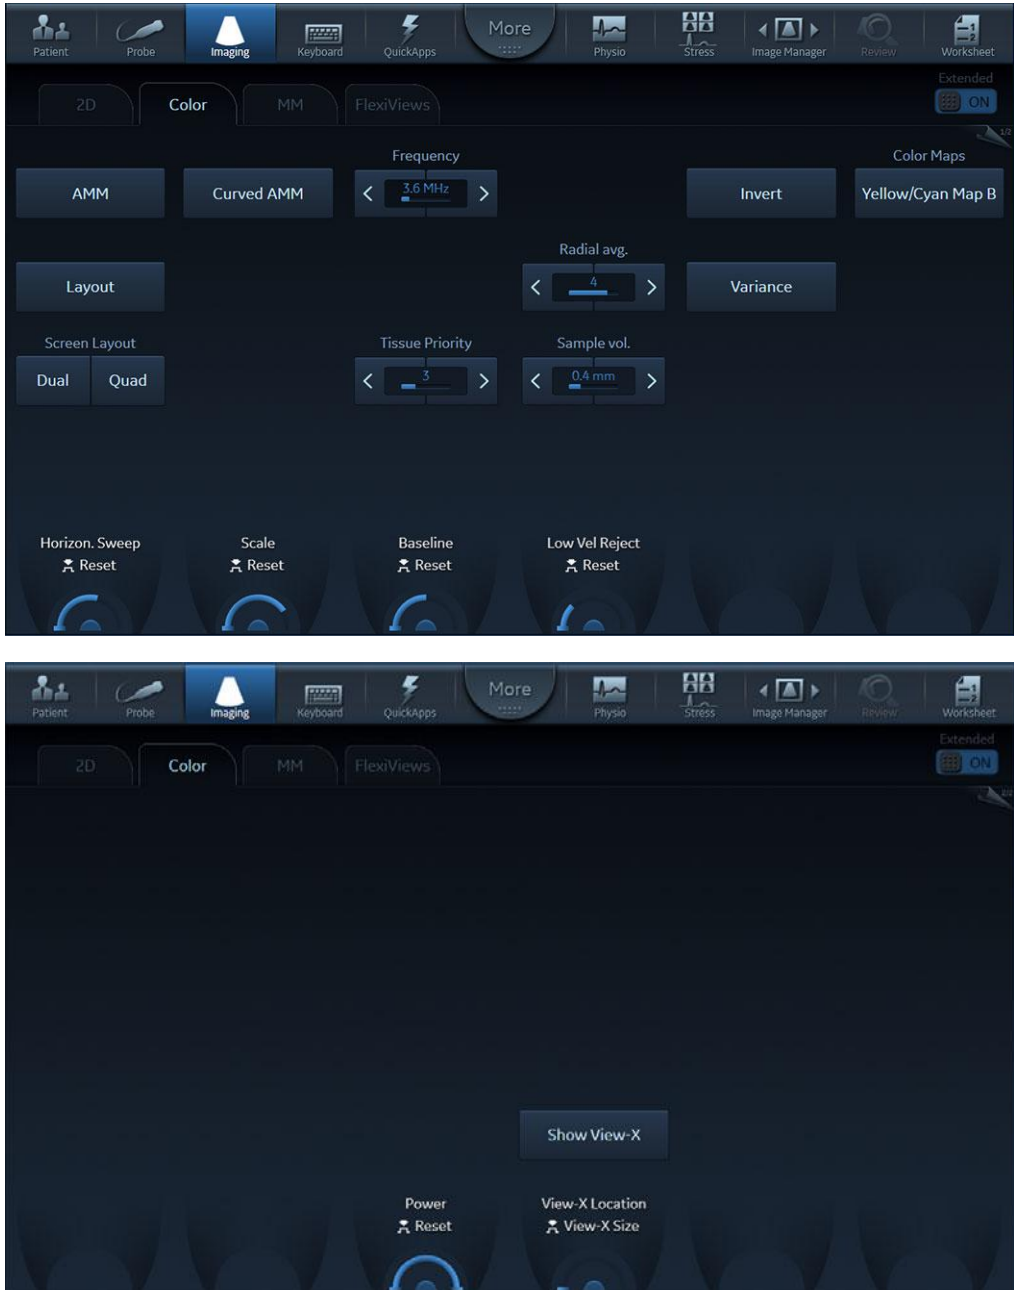 Patient Probe Imaging Keyboard QuickApps More Physio Stress Image Manager Review Worksheet
Extended
ON
2D Color MM FlexiViews
1/2
Frequency Color Maps
AMM Curved AMM 3.6 MHz Invert Yellow/Cyan Map B
Radial avg.
Layout 4 Variance
Screen Layout Tissue Priority Sample vol.
Dual Quad 3 0.4 mm
Horizon. Sweep Scale Baseline Low Vel Reject
Reset Reset Reset Reset
Patient Probe Imaging Keyboard QuickApps More Physio Stress Image Manager Review Worksheet
Extended
ON
2D Color MM FlexiViews
2/2
Show View-X
Power View-X Location
Reset View-X Size